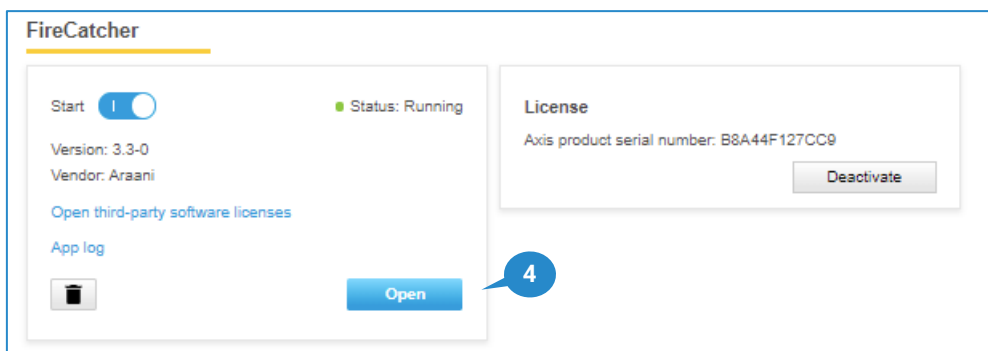 FireCatcher
Start
Status: Running
Version: 3.3-0
Vendor: Araani
Open third-party software licenses
App log
Open
4
License
Axis product serial number: B8A44F127CC9
Deactivate